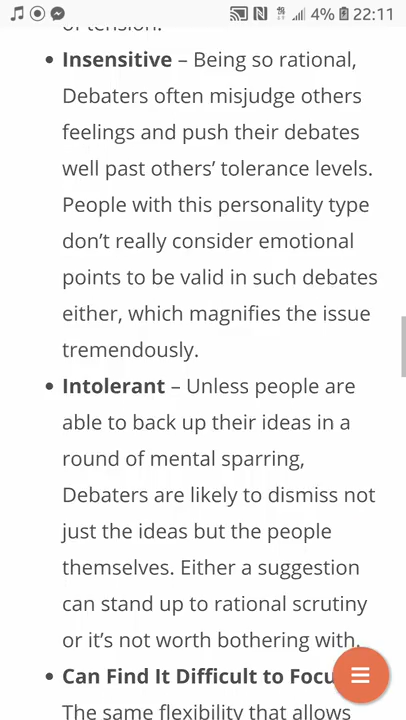 4% 22:11
of tension.
• Insensitive – Being so rational,
Debaters often misjudge others
feelings and push their debates
well past others’ tolerance levels.
People with this personality type
don’t really consider emotional
points to be valid in such debates
either, which magnifies the issue
tremendously.
• Intolerant – Unless people are
able to back up their ideas in a
round of mental sparring,
Debaters are likely to dismiss not
just the ideas but the people
themselves. Either a suggestion
can stand up to rational scrutiny
or it’s not worth bothering with.
• Can Find It Difficult to Focu
The same flexibility that allows